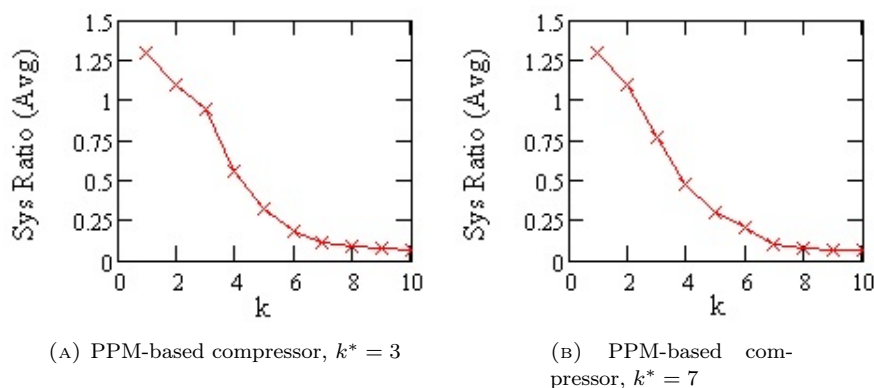 1.5
1.25
1
0.75
0.5
0.25
0
0 2 4 6 8 10
k
Sys Ratio (Avg)
(A) PPM-based compressor, k* = 3
1.5
1.25
1
0.75
0.5
0.25
0
0 2 4 6 8 10
k
Sys Ratio (Avg)
(B) PPM-based com-
pressor, k* = 7